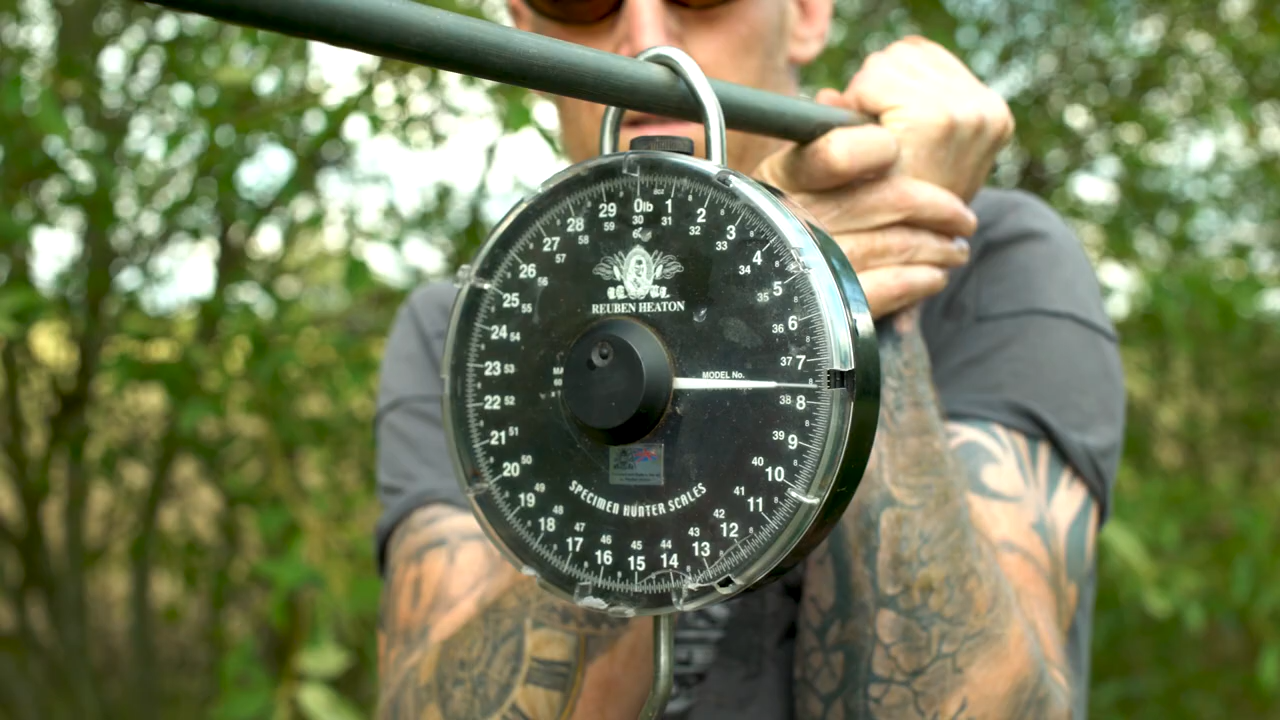 0lb 1 2 3 4 5 6 7 8 9 10 11 12 13 14 15 16 17 18 19 20 21 22 23 24 25 26 27 28 29
30 31 32 33 34 35 36 37 38 39 40 41 42 43 44 45 46 47 48 49 50 51 52 53 54 55 56 57 58 59
REUBEN HEATON
MODEL No.
SPECIMEN HUNTER SCALES